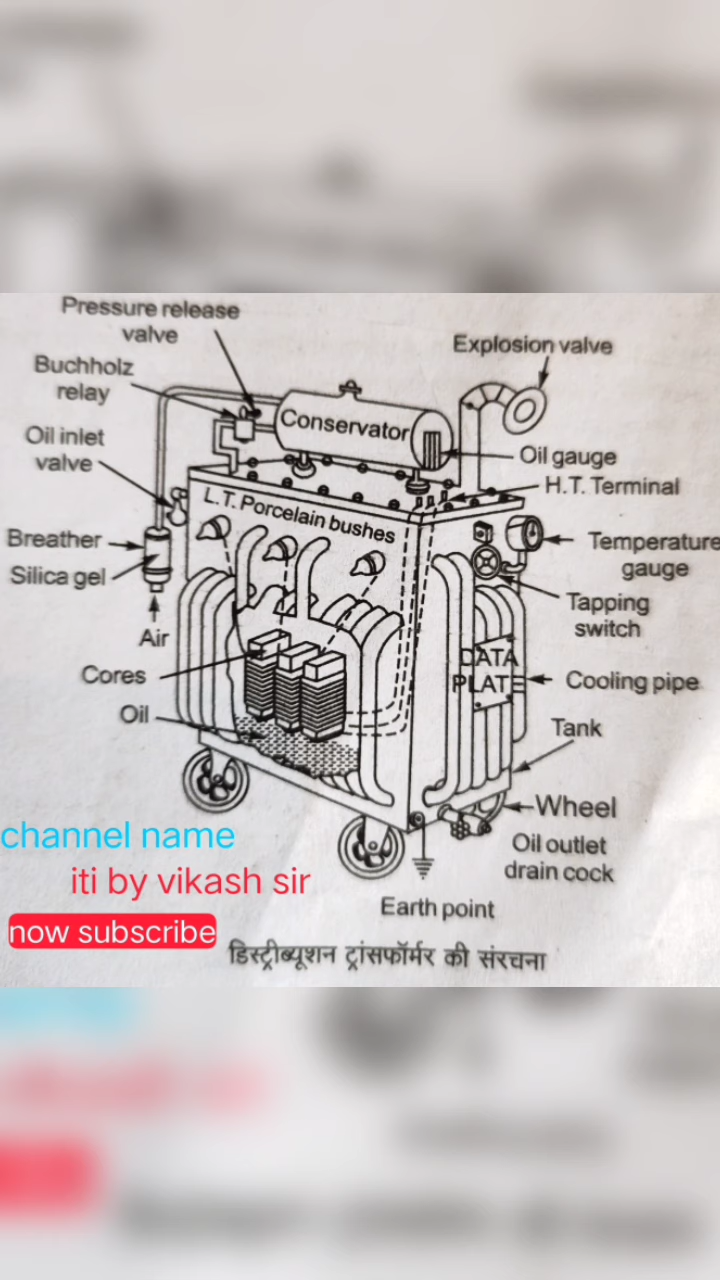 Pressure release
valve
Explosion valve
Buchholz
relay
Conservator
Oil inlet
valve
Oil gauge
H.T. Terminal
L.T. Porcelain bushes
Breather
Temperature
gauge
Silica gel
Tapping
switch
Air
DATA
PLATE
Cores
Cooling pipe
Oil
Tank
Wheel
Oil outlet
drain cock
channel name
iti by vikash sir
now subscribe
Earth point
डिस्ट्रीब्यूशन ट्रांसफॉर्मर की संरचना